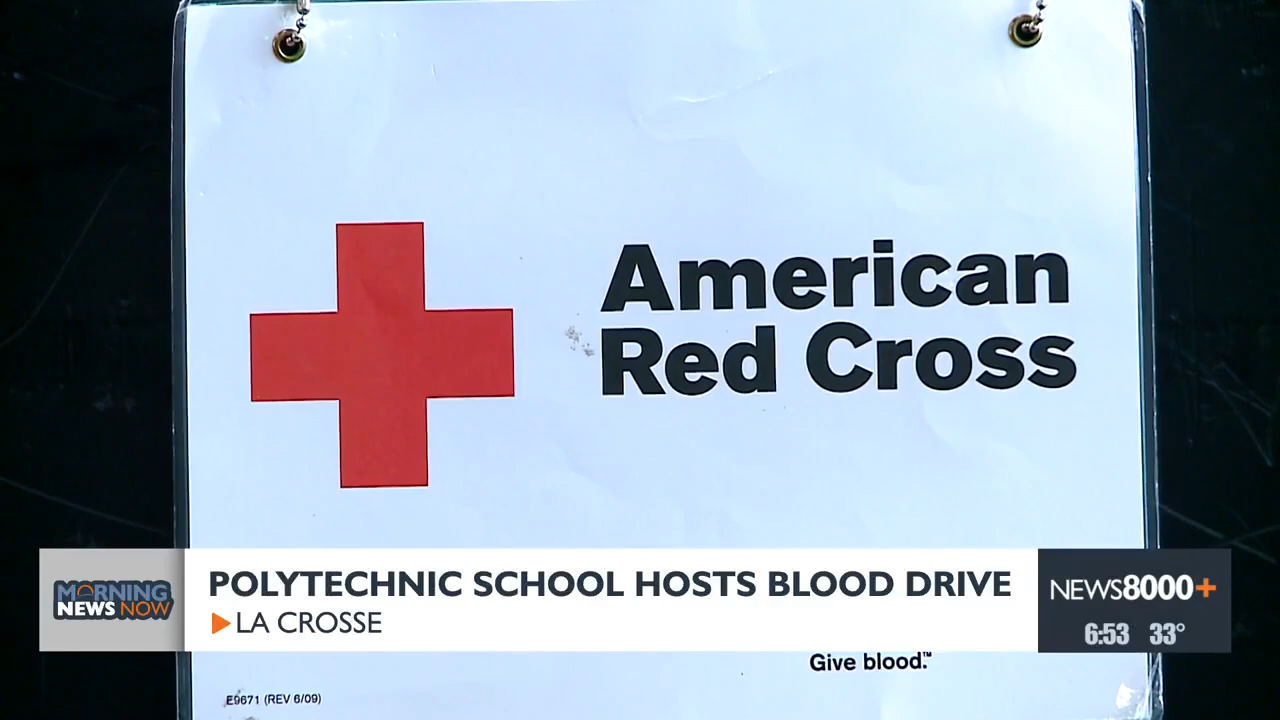 American
Red Cross
MORNING
NEWS NOW
POLYTECHNIC SCHOOL HOSTS BLOOD DRIVE
LA CROSSE
NEWS8000+
6:53 33°
Give blood.™
E9671 (REV 6/09)